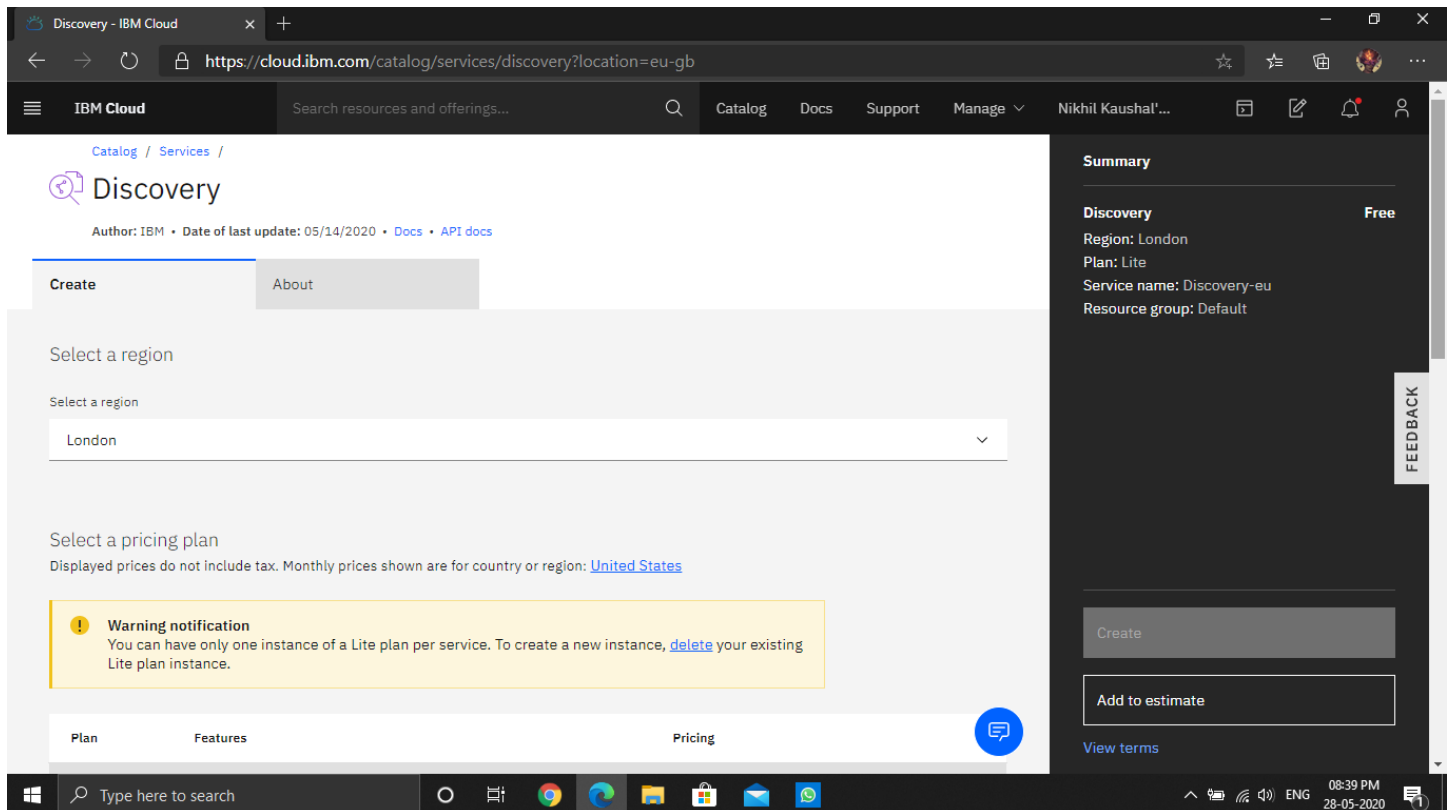 Discovery - IBM Cloud
https://cloud.ibm.com/catalog/services/discovery?location=eu-gb
IBM Cloud
Search resources and offerings...
Catalog
Docs
Support
Manage
Nikhil Kaushal'...
Catalog / Services /
Discovery
Author: IBM • Date of last update: 05/14/2020 • Docs • API docs
Create
About
Select a region
Select a region
London
Select a pricing plan
Displayed prices do not include tax. Monthly prices shown are for country or region: United States
Warning notification
You can have only one instance of a Lite plan per service. To create a new instance, delete your existing
Lite plan instance.
Plan
Features
Pricing
Summary
Discovery
Free
Region: London
Plan: Lite
Service name: Discovery-eu
Resource group: Default
FEEDBACK
Create
Add to estimate
View terms
Type here to search
ENG
08:39 PM
28-05-2020
1